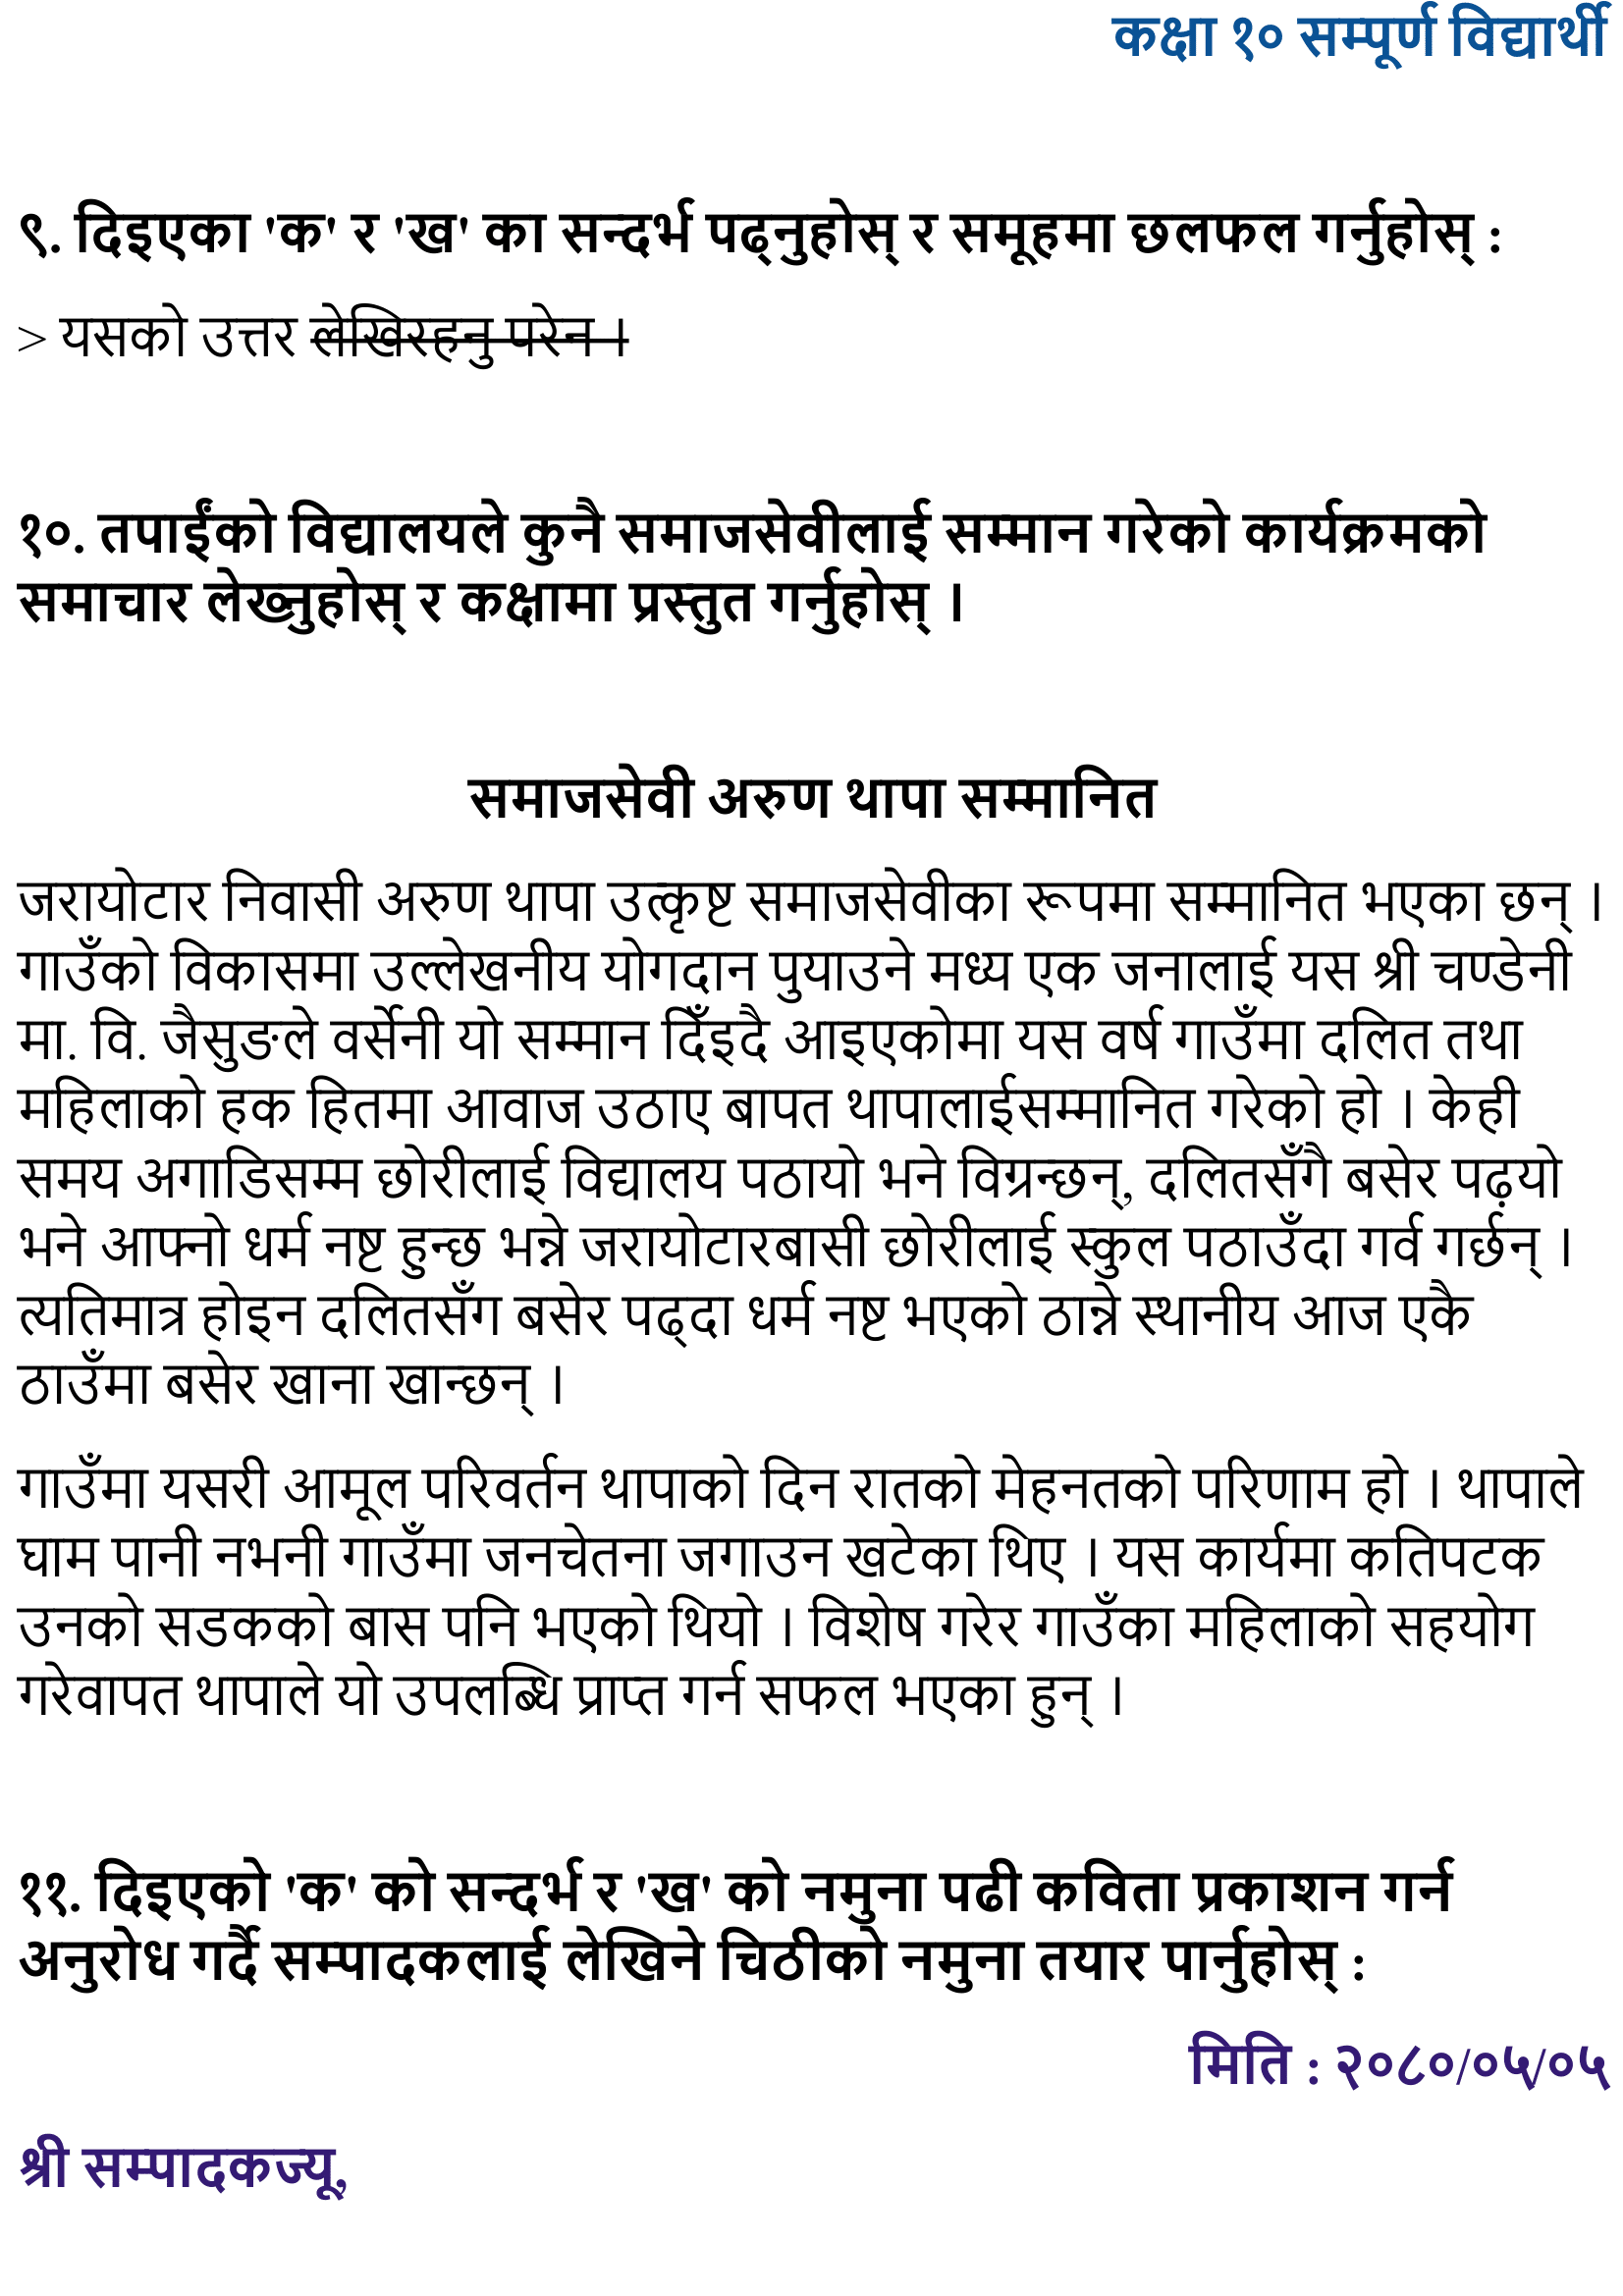 कक्षा १० सम्पूर्ण विद्यार्थी
९. दिइएका 'क' र 'ख' का सन्दर्भ पढ्नुहोस् र समूहमा छलफल गर्नुहोस् :
> यसको उत्तर लेखिरहनु परेन ।
१०. तपाईंको विद्यालयले कुनै समाजसेवीलाई सम्मान गरेको कार्यक्रमको
समाचार लेख्नुहोस् र कक्षामा प्रस्तुत गर्नुहोस् ।
समाजसेवी अरुण थापा सम्मानित
जरायोटार निवासी अरुण थापा उत्कृष्ट समाजसेवीका रूपमा सम्मानित भएका छन् ।
गाउँको विकासमा उल्लेखनीय योगदान पुयाउने मध्य एक जनालाई यस श्री चण्डेनी
मा. वि. जैसुङले वर्सेनी यो सम्मान दिँइदै आइएकोमा यस वर्ष गाउँमा दलित तथा
महिलाको हक हितमा आवाज उठाए बापत थापालाईसम्मानित गरेको हो । केही
समय अगाडिसम्म छोरीलाई विद्यालय पठायो भने विग्रन्छन्, दलितसँगै बसेर पढ़यो
भने आफ्नो धर्म नष्ट हुन्छ भन्ने जरायोटारबासी छोरीलाई स्कुल पठाउँदा गर्व गर्छन् ।
त्यतिमात्र होइन दलितसँग बसेर पढ्दा धर्म नष्ट भएको ठान्ने स्थानीय आज एकै
ठाउँमा बसेर खाना खान्छन् ।
गाउँमा यसरी आमूल परिवर्तन थापाको दिन रातको मेहनतको परिणाम हो । थापाले
घाम पानी नभनी गाउँमा जनचेतना जगाउन खटेका थिए । यस कार्यमा कतिपटक
उनको सडकको बास पनि भएको थियो । विशेष गरेर गाउँका महिलाको सहयोग
गरेवापत थापाले यो उपलब्धि प्राप्त गर्न सफल भएका हुन् ।
११. दिइएको 'क' को सन्दर्भ र 'ख' को नमुना पढी कविता प्रकाशन गर्न
अनुरोध गर्दै सम्पादकलाई लेखिने चिठीको नमुना तयार पार्नुहोस् :
मिति : २०८०/०५/०५
श्री सम्पादकज्यू,